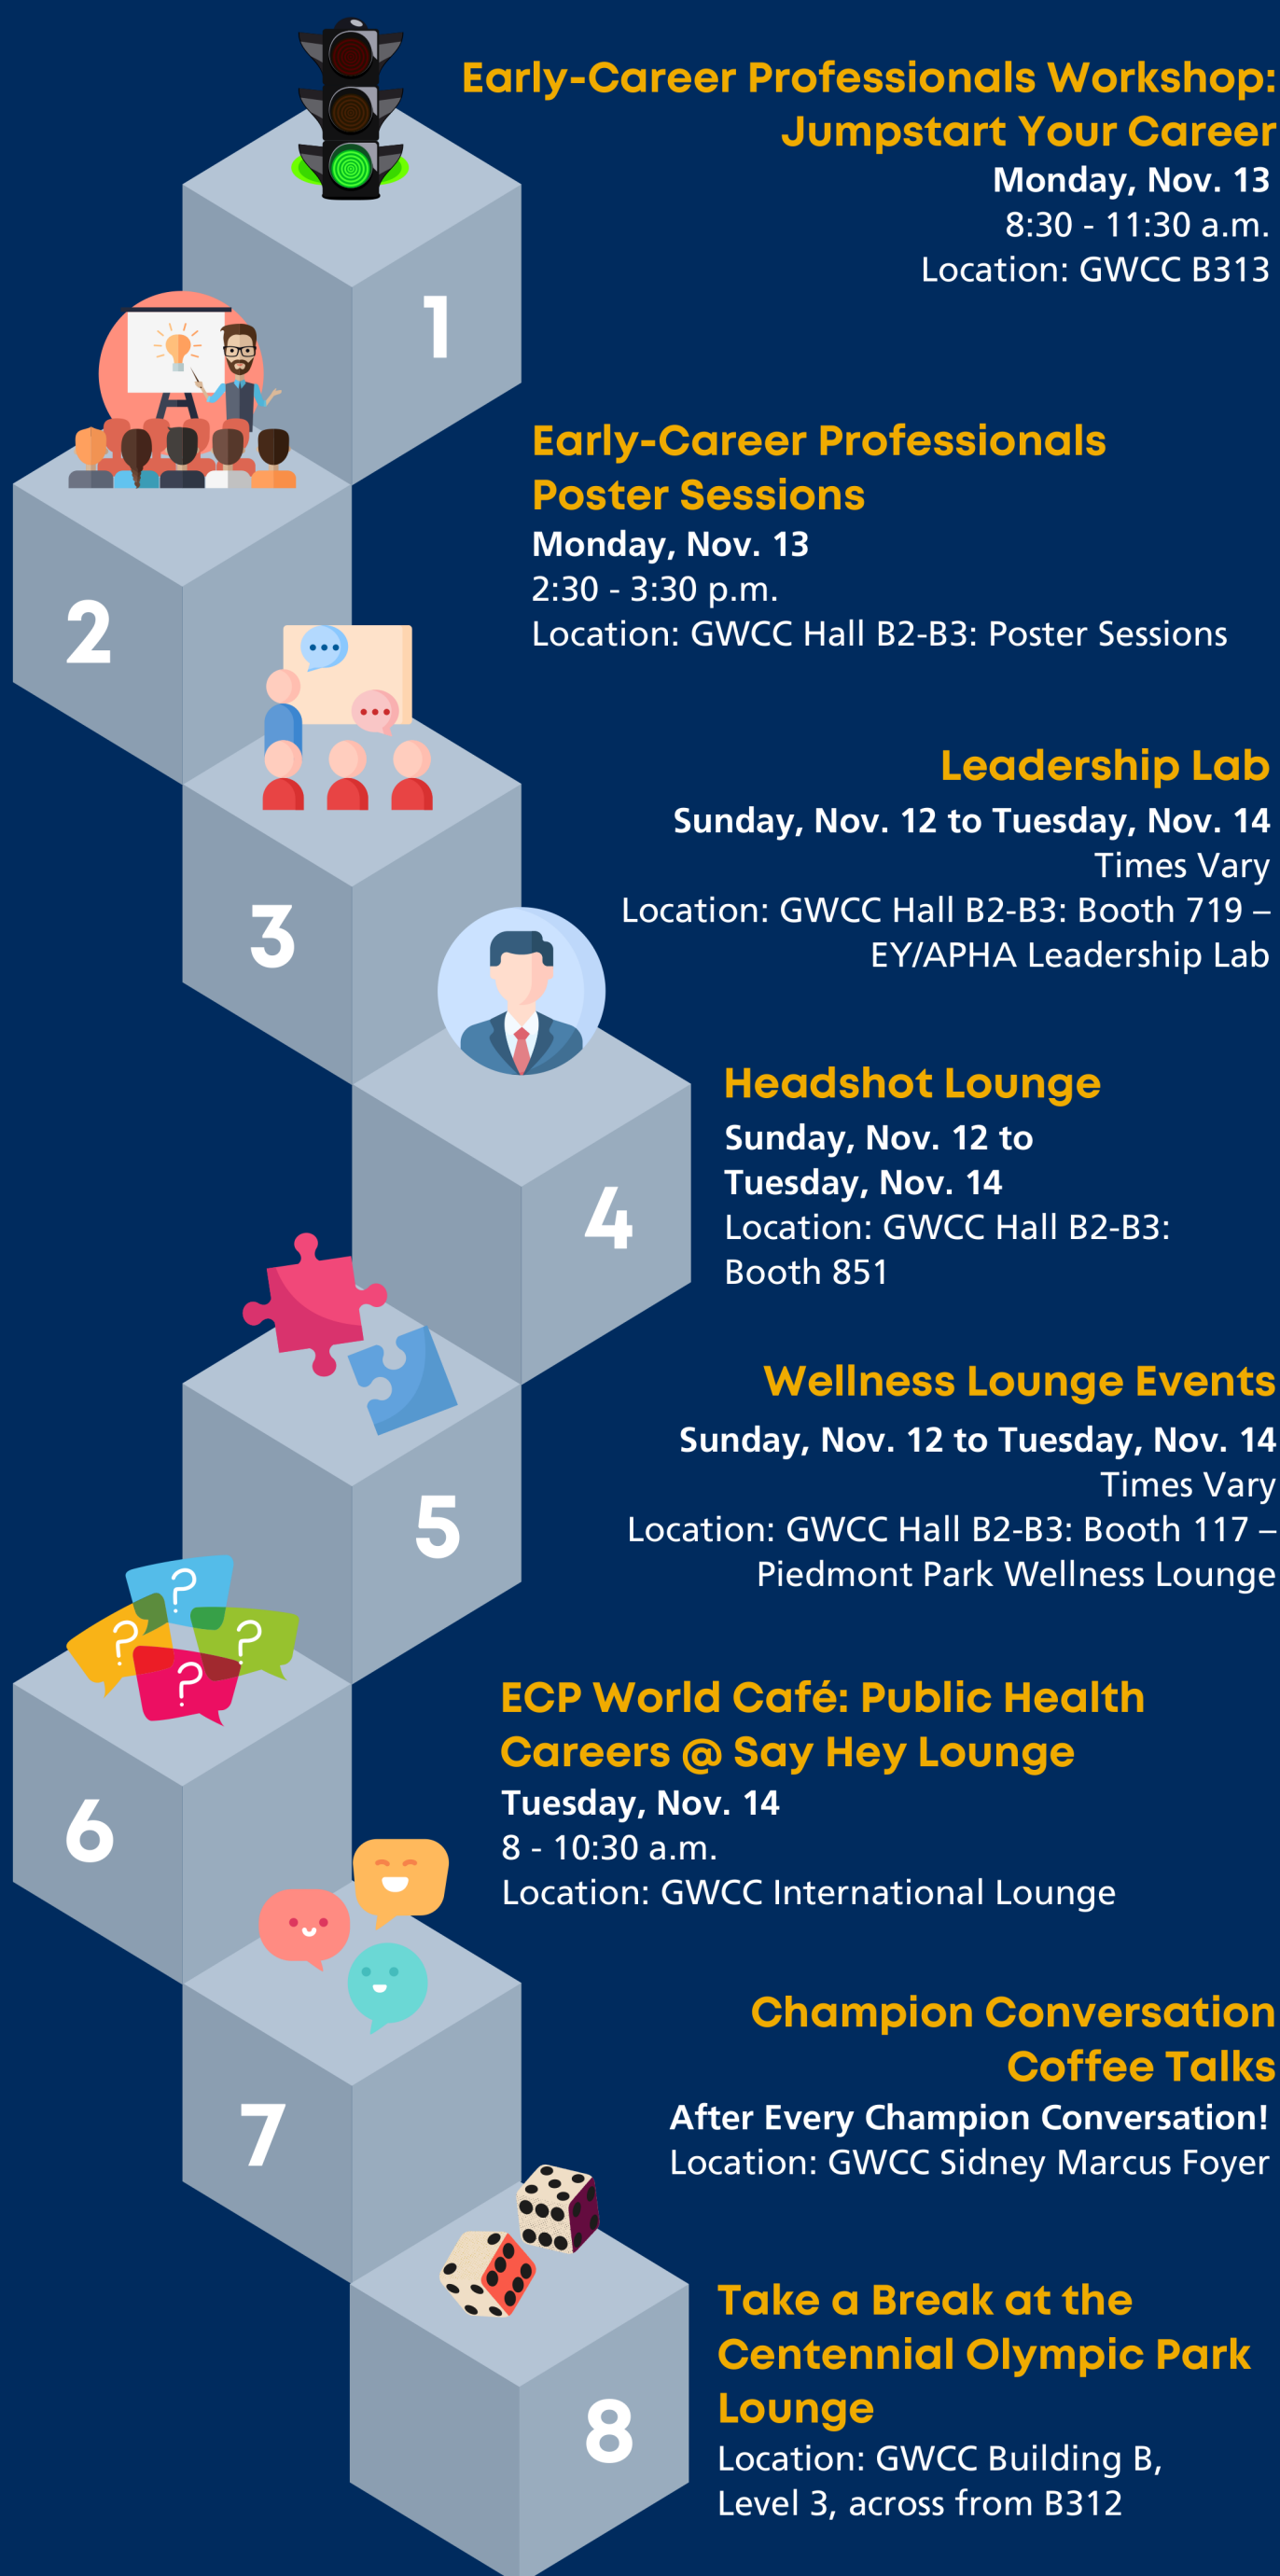 Early-Career Professionals Workshop:
Jumpstart Your Career
Monday, Nov. 13
8:30 - 11:30 a.m.
Location: GWCC B313
1
Early-Career Professionals
Poster Sessions
Monday, Nov. 13
2:30 - 3:30 p.m.
Location: GWCC Hall B2-B3: Poster Sessions
2
Leadership Lab
Sunday, Nov. 12 to Tuesday, Nov. 14
Times Vary
Location: GWCC Hall B2-B3: Booth 719 –
EY/APHA Leadership Lab
3
Headshot Lounge
Sunday, Nov. 12 to
Tuesday, Nov. 14
Location: GWCC Hall B2-B3:
Booth 851
4
Wellness Lounge Events
Sunday, Nov. 12 to Tuesday, Nov. 14
Times Vary
Location: GWCC Hall B2-B3: Booth 117 –
Piedmont Park Wellness Lounge
5
?
?
?
?
ECP World Café: Public Health
Careers @ Say Hey Lounge
Tuesday, Nov. 14
8 - 10:30 a.m.
Location: GWCC International Lounge
6
Champion Conversation
Coffee Talks
After Every Champion Conversation!
Location: GWCC Sidney Marcus Foyer
7
Take a Break at the
Centennial Olympic Park
Lounge
Location: GWCC Building B,
Level 3, across from B312
8